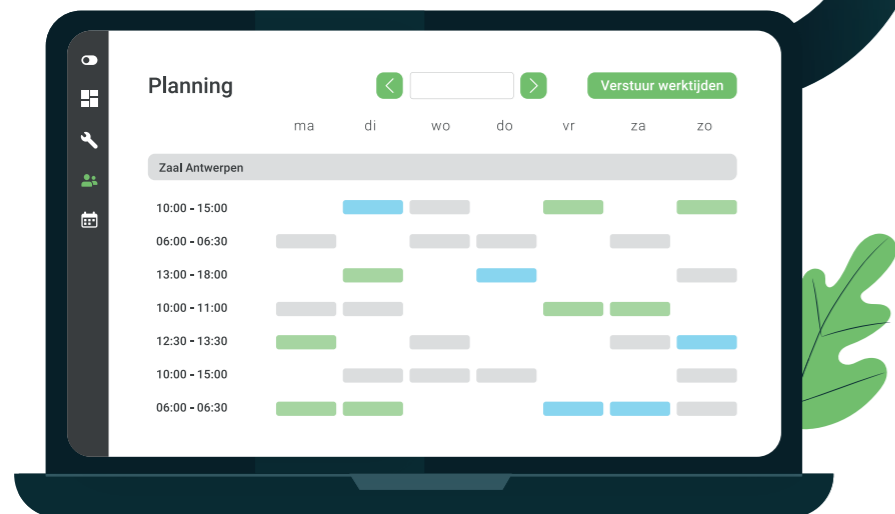 Planning
Verstuur werktijden
ma di wo do vr za zo
Zaal Antwerpen
10:00 - 15:00
06:00 - 06:30
13:00 - 18:00
10:00 - 11:00
12:30 - 13:30
10:00 - 15:00
06:00 - 06:30